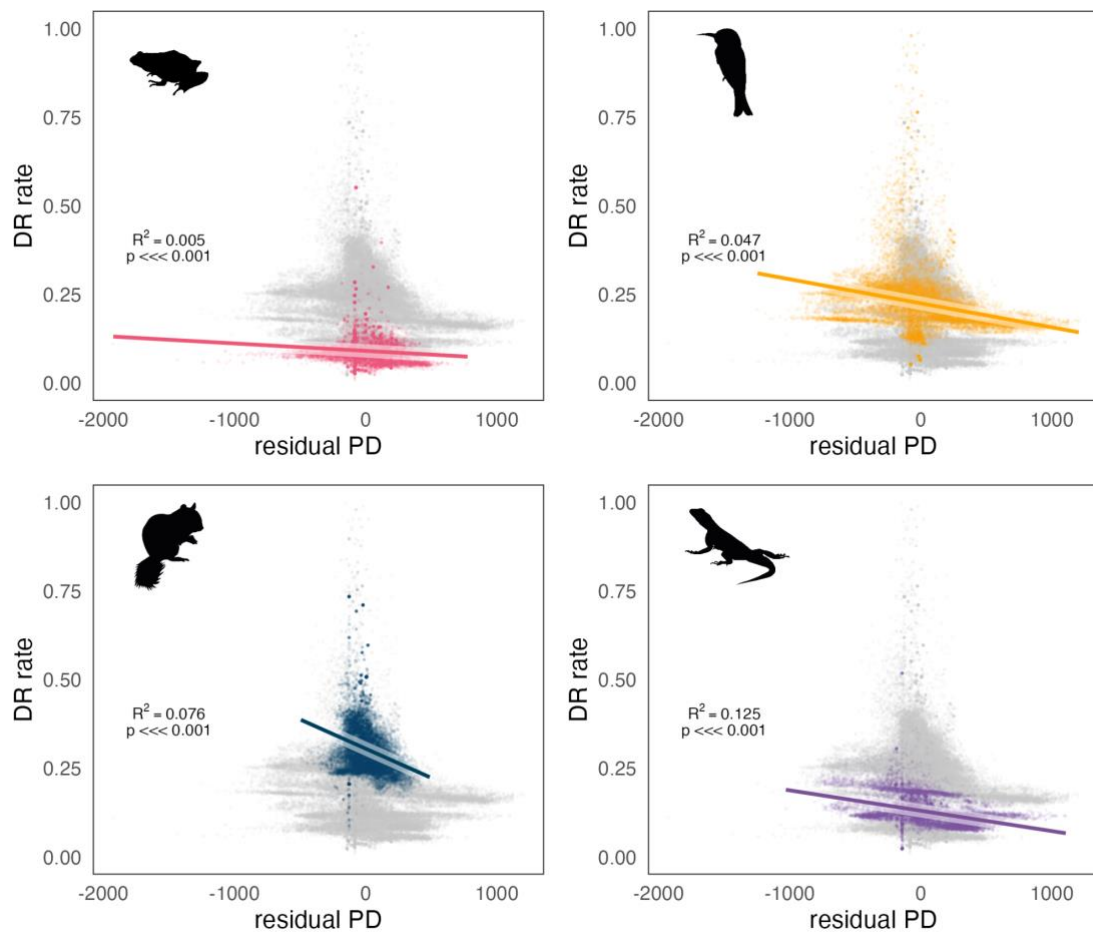 1.00
0.75
0.50
0.25
0.00
DR rate
R² = 0.005
p <<< 0.001
-2000 -1000 0 1000
residual PD
1.00
0.75
0.50
0.25
0.00
DR rate
R² = 0.047
p <<< 0.001
-2000 -1000 0 1000
residual PD
1.00
0.75
0.50
0.25
0.00
DR rate
R² = 0.076
p <<< 0.001
-2000 -1000 0 1000
residual PD
1.00
0.75
0.50
0.25
0.00
DR rate
R² = 0.125
p <<< 0.001
-2000 -1000 0 1000
residual PD